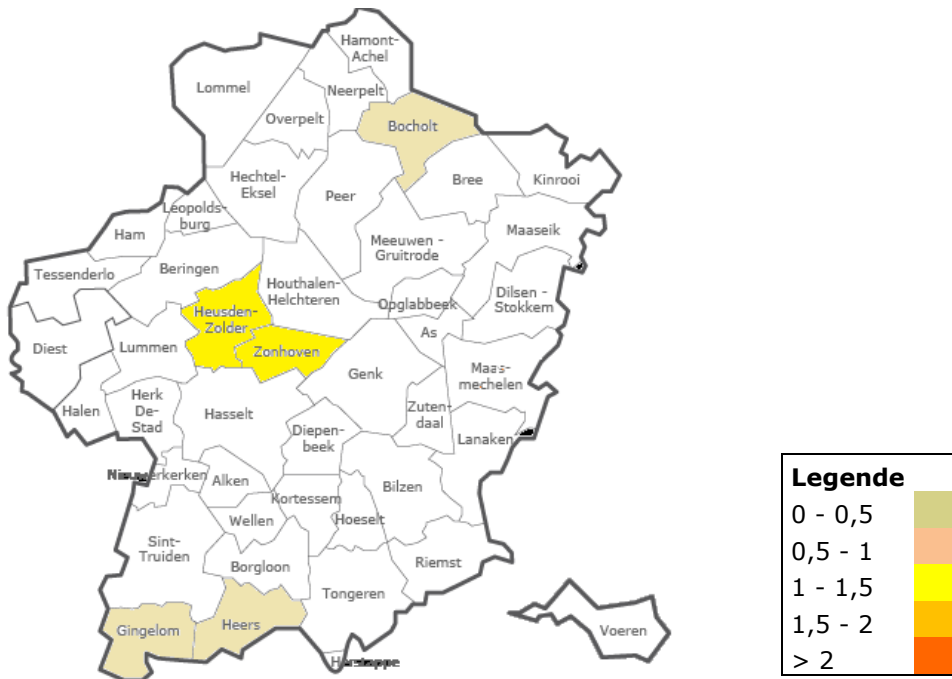 Hamont-
Achel
Lommel
Neerpelt
Overpelt
Bocholt
Hechtel-
Eksel
Peer
Bree
Kinrooi
Leopolds-
burg
Ham
Maaseik
Meeuwen -
Gruitrode
Tessenderlo
Beringen
Houthalen-
Helchteren
Opglabbeek
Dilsen -
Stokkem
Heusden-
Zolder
As
Diest
Lummen
Zonhoven
Genk
Maas-
mechelen
Halen
Herk
De-
Stad
Hasselt
Zuten-
daal
Diepen-
beek
Lanaken
Nieuwerkerken
Alken
Bilzen
Kortessem
Wellen
Hoeselt
Sint-
Truiden
Borgloon
Riemst
Tongeren
Gingelom
Heers
Voeren
Herstappe
Legende
0 - 0,5
0,5 - 1
1 - 1,5
1,5 - 2
> 2